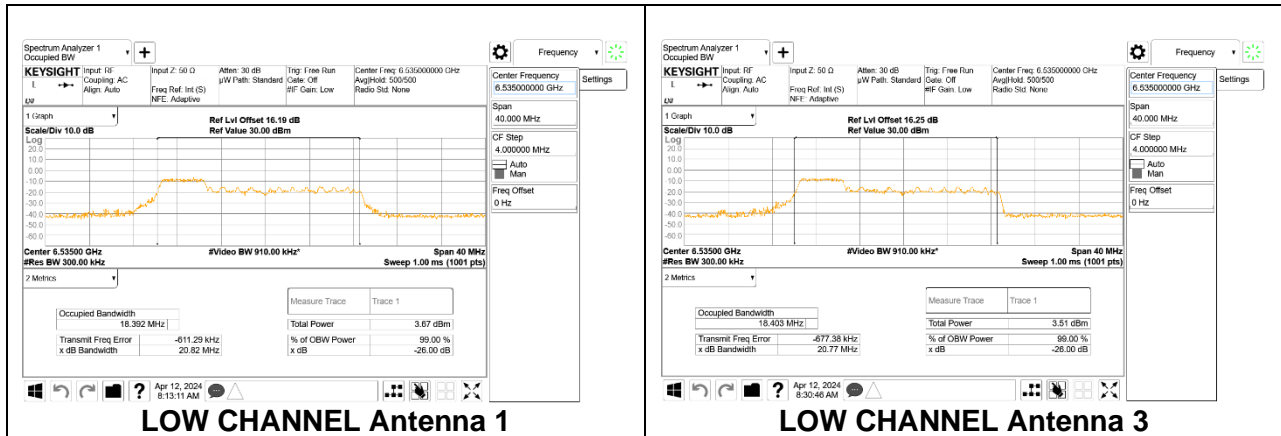 Spectrum Analyzer 1
Occupied BW
Frequency
KEYSIGHT
Input: RF
Coupling: AC
Align: Auto
Input Z: 50 Ω
Freq Ref: Int (S)
NFE: Adaptive
Atten: 30 dB
µW Path: Standard
Trig: Free Run
Gate: Off
#IF Gain: Low
Center Freq: 6.535000000 GHz
Avg|Hold: 500/500
Radio Std: None
Center Frequency
6.535000000 GHz
Settings
Span
40.000 MHz
CF Step
4.000000 MHz
Auto
Man
Freq Offset
0 Hz
1 Graph
Scale/Div 10.0 dB
Ref Lvl Offset 16.19 dB
Ref Value 30.00 dBm
Log
20.0
10.0
0.00
-10.0
-20.0
-30.0
-40.0
-50.0
-60.0
Center 6.53500 GHz
#Res BW 300.00 kHz
#Video BW 910.00 kHz*
Span 40 MHz
Sweep 1.00 ms (1001 pts)
2 Metrics
Measure Trace Trace 1
Occupied Bandwidth
18.392 MHz
Total Power 3.67 dBm
Transmit Freq Error -611.29 kHz
% of OBW Power 99.00 %
x dB Bandwidth 20.82 MHz
x dB -26.00 dB
Apr 12, 2024
8:13:11 AM
LOW CHANNEL Antenna 1
Spectrum Analyzer 1
Occupied BW
Frequency
KEYSIGHT
Input: RF
Coupling: AC
Align: Auto
Input Z: 50 Ω
Freq Ref: Int (S)
NFE: Adaptive
Atten: 30 dB
µW Path: Standard
Trig: Free Run
Gate: Off
#IF Gain: Low
Center Freq: 6.535000000 GHz
Avg|Hold: 500/500
Radio Std: None
Center Frequency
6.535000000 GHz
Settings
Span
40.000 MHz
CF Step
4.000000 MHz
Auto
Man
Freq Offset
0 Hz
1 Graph
Scale/Div 10.0 dB
Ref Lvl Offset 16.25 dB
Ref Value 30.00 dBm
Log
20.0
10.0
0.00
-10.0
-20.0
-30.0
-40.0
-50.0
-60.0
Center 6.53500 GHz
#Res BW 300.00 kHz
#Video BW 910.00 kHz*
Span 40 MHz
Sweep 1.00 ms (1001 pts)
2 Metrics
Measure Trace Trace 1
Occupied Bandwidth
18.403 MHz
Total Power 3.51 dBm
Transmit Freq Error -677.38 kHz
% of OBW Power 99.00 %
x dB Bandwidth 20.77 MHz
x dB -26.00 dB
Apr 12, 2024
8:30:46 AM
LOW CHANNEL Antenna 3